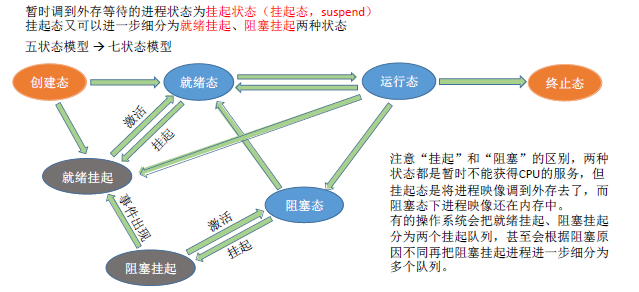 暂时调到外存等待的进程状态为挂起状态（挂起态，suspend）
挂起态又可以进一步细分为就绪挂起、阻塞挂起两种状态
五状态模型→七状态模型
创建态
就绪态
运行态
终止态
激活
挂起
就绪挂起
阻塞态
事件出现
激活
挂起
阻塞挂起
注意“挂起”和“阻塞”的区别，两种
状态都是暂时不能获得CPU的服务，但
挂起态是将进程映像调到外存去了，而
阻塞态下进程映像还在内存中。
有的操作系统会把就绪挂起、阻塞挂起
分为两个挂起队列，甚至会根据阻塞原
因不同再把阻塞挂起进程进一步细分为
多个队列。